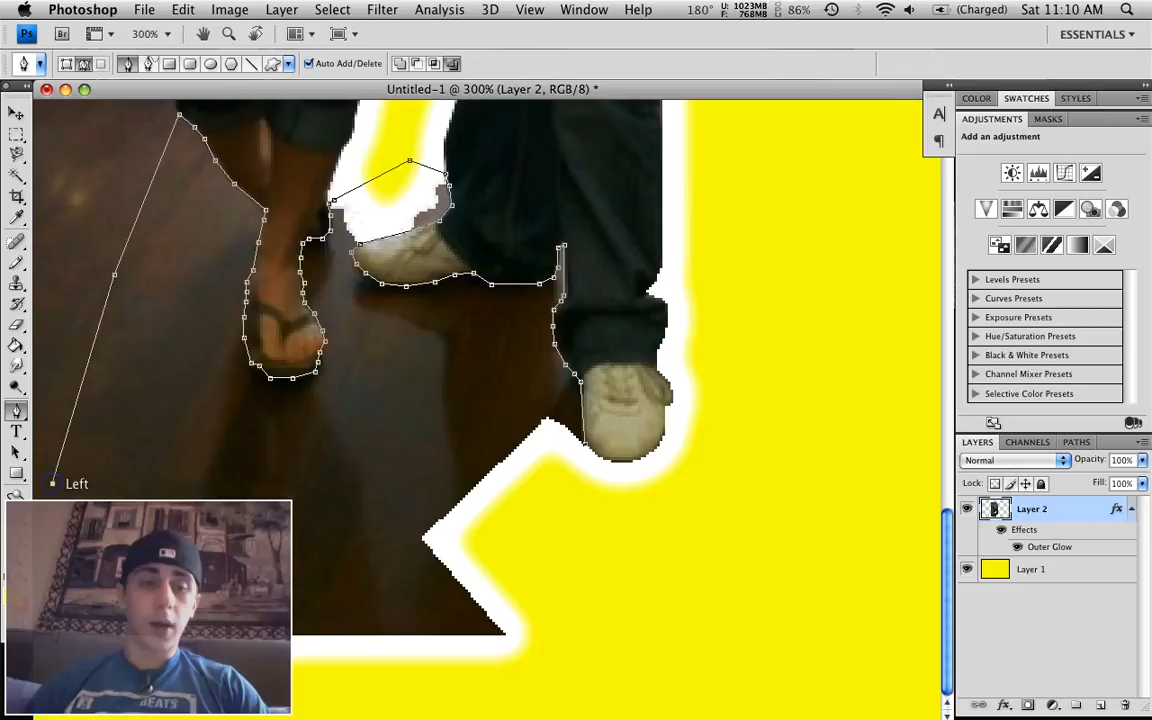 Photoshop File Edit Image Layer Select Filter Analysis 3D View Window Help 180° U: 1023MB F: 768MB 86% (Charged) Sat 11:10 AM
Ps Br 300% ESSENTIALS
Auto Add/Delete
Untitled-1 @ 300% (Layer 2, RGB/8) *
COLOR SWATCHES STYLES
A
¶
ADJUSTMENTS MASKS
Add an adjustment
Levels Presets
Curves Presets
Exposure Presets
Hue/Saturation Presets
Black & White Presets
Channel Mixer Presets
Selective Color Presets
LAYERS CHANNELS PATHS
Normal Opacity: 100%
Lock: Fill: 100%
Layer 2 fx
Effects
Outer Glow
Layer 1
fx
T
Left
BEATS